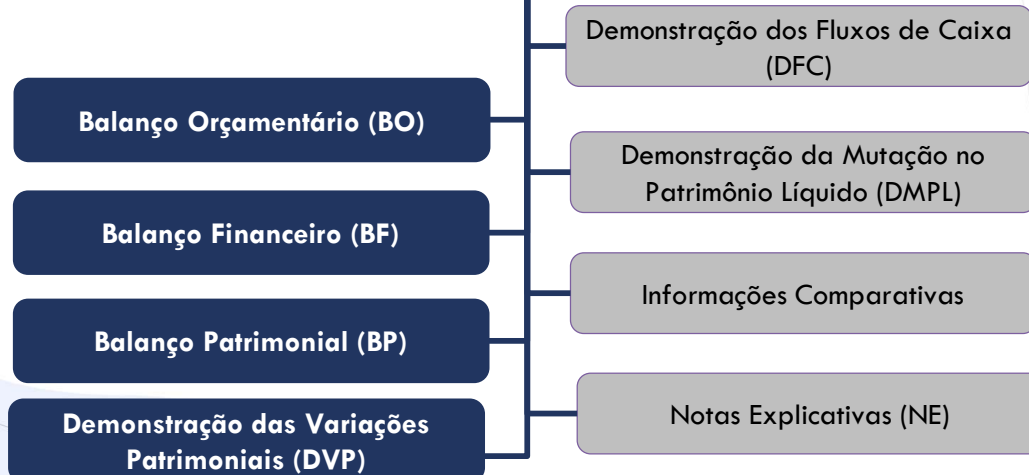 Balanço Orçamentário (BO)
Balanço Financeiro (BF)
Balanço Patrimonial (BP)
Demonstração das Variações
Patrimoniais (DVP)
Demonstração dos Fluxos de Caixa
(DFC)
Demonstração da Mutação no
Patrimônio Líquido (DMPL)
Informações Comparativas
Notas Explicativas (NE)